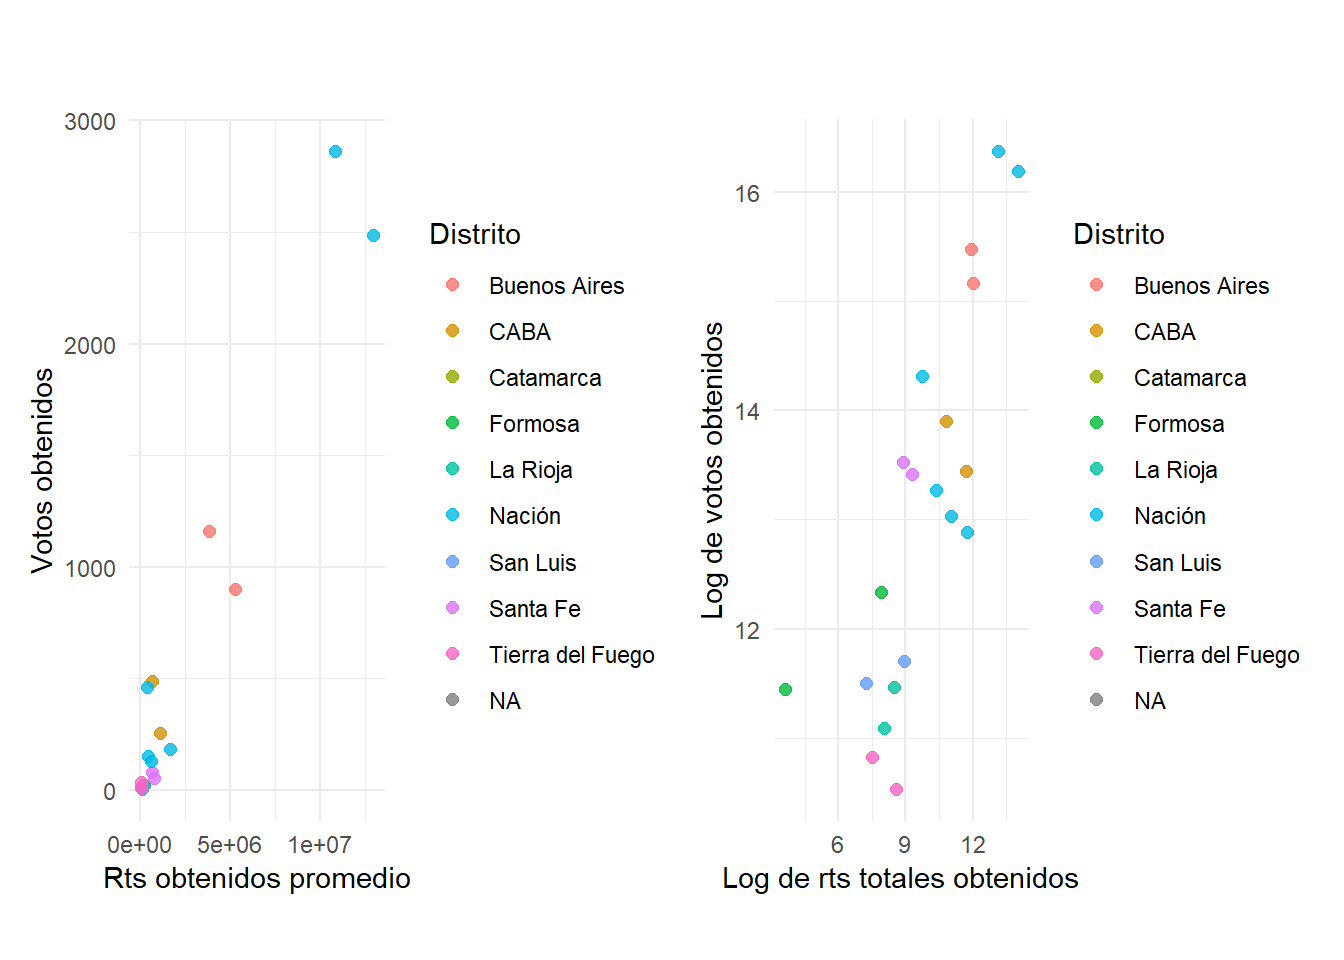 3000
2000
1000
0
Votos obtenidos
0e+00 5e+06 1e+07
Rts obtenidos promedio
Distrito
Buenos Aires
CABA
Catamarca
Formosa
La Rioja
Nación
San Luis
Santa Fe
Tierra del Fuego
NA
16
14
12
Log de votos obtenidos
6 9 12
Log de rts totales obtenidos
Distrito
Buenos Aires
CABA
Catamarca
Formosa
La Rioja
Nación
San Luis
Santa Fe
Tierra del Fuego
NA